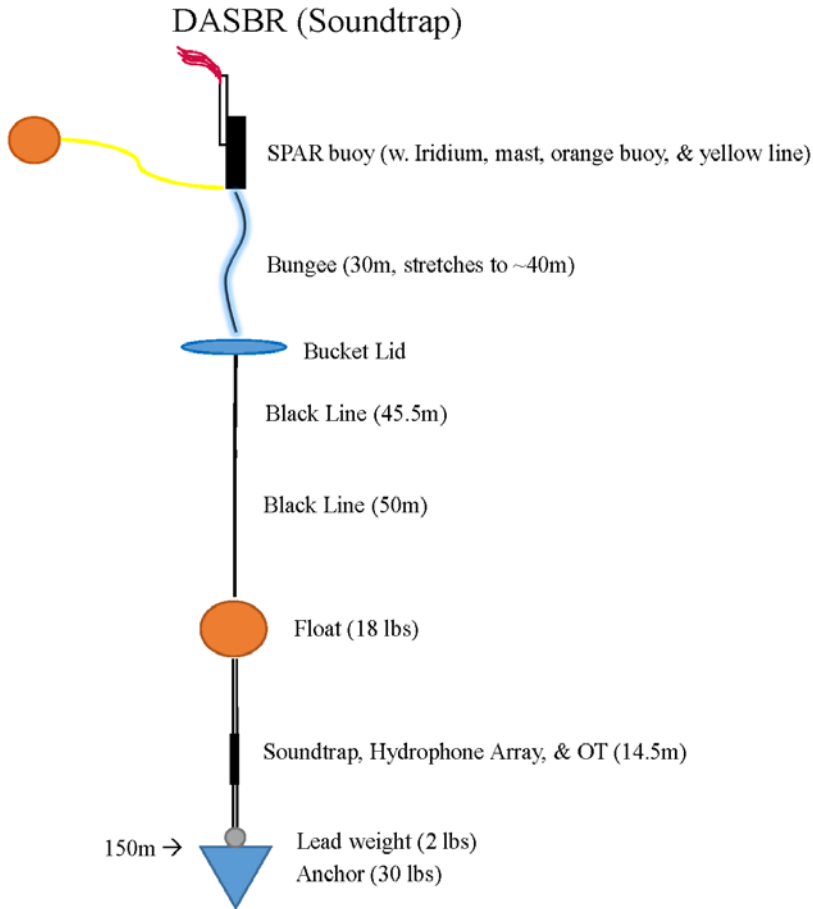 DASBR (Soundtrap)
SPAR buoy (w. Iridium, mast, orange buoy, & yellow line)
Bungee (30m, stretches to ~40m)
Bucket Lid
Black Line (45.5m)
Black Line (50m)
Float (18 lbs)
Soundtrap, Hydrophone Array, & OT (14.5m)
150m →
Lead weight (2 lbs)
Anchor (30 lbs)